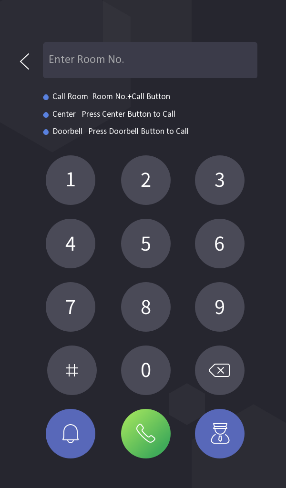 Enter Room No.
Call Room Room No.+Call Button
Center Press Center Button to Call
Doorbell Press Doorbell Button to Call
1 2 3
4 5 6
7 8 9
# 0